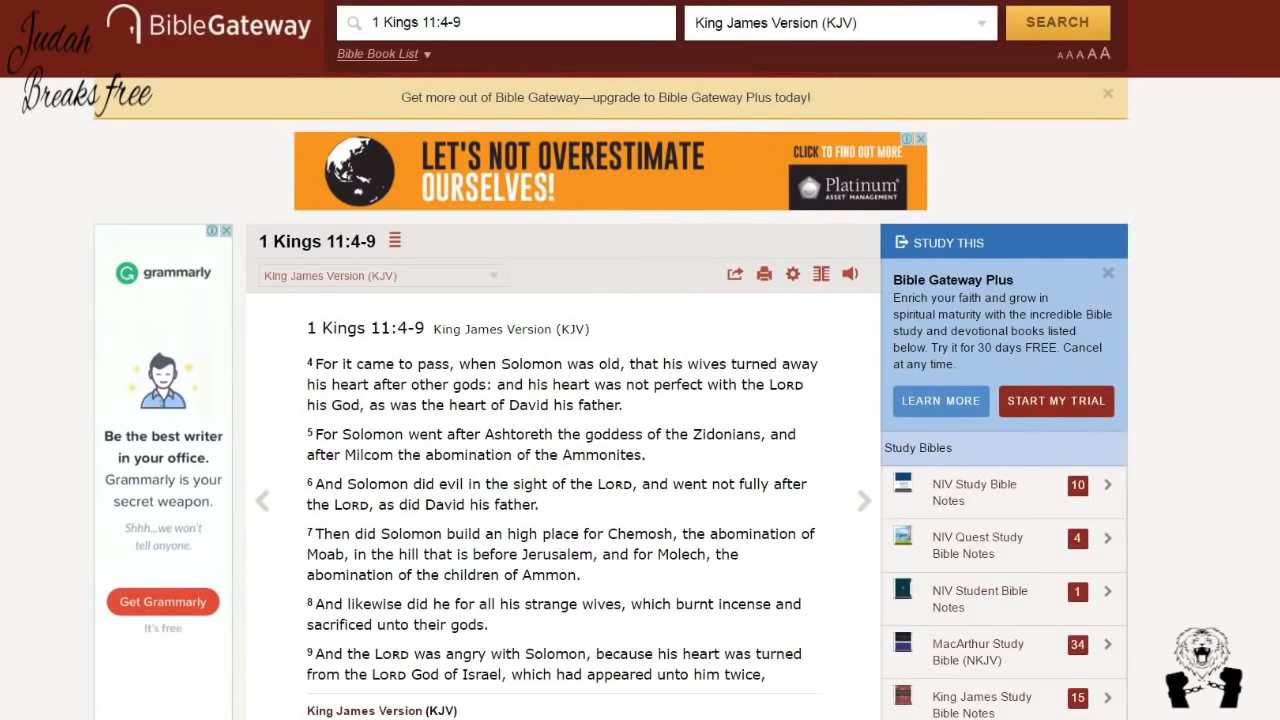 Judah
Breaks free
BibleGateway
1 Kings 11:4-9
King James Version (KJV)
SEARCH
Bible Book List
A A A A A
Get more out of Bible Gateway—upgrade to Bible Gateway Plus today!
LET'S NOT OVERESTIMATE
OURSELVES!
CLICK TO FIND OUT MORE
Platinum®
ASSET MANAGEMENT
grammarly
Be the best writer
in your office.
Grammarly is your
secret weapon.
Shhh...we won't
tell anyone.
Get Grammarly
It's free
1 Kings 11:4-9
King James Version (KJV)
1 Kings 11:4-9 King James Version (KJV)
4 For it came to pass, when Solomon was old, that his wives turned away
his heart after other gods: and his heart was not perfect with the LORD
his God, as was the heart of David his father.
5 For Solomon went after Ashtoreth the goddess of the Zidonians, and
after Milcom the abomination of the Ammonites.
6 And Solomon did evil in the sight of the LORD, and went not fully after
the LORD, as did David his father.
7 Then did Solomon build an high place for Chemosh, the abomination of
Moab, in the hill that is before Jerusalem, and for Molech, the
abomination of the children of Ammon.
8 And likewise did he for all his strange wives, which burnt incense and
sacrificed unto their gods.
9 And the LORD was angry with Solomon, because his heart was turned
from the LORD God of Israel, which had appeared unto him twice,
King James Version (KJV)
STUDY THIS
Bible Gateway Plus
Enrich your faith and grow in
spiritual maturity with the incredible Bible
study and devotional books listed
below. Try it for 30 days FREE. Cancel
at any time.
LEARN MORE
START MY TRIAL
Study Bibles
NIV Study Bible
Notes
10
NIV Quest Study
Bible Notes
4
NIV Student Bible
Notes
1
MacArthur Study
Bible (NKJV)
34
King James Study
Bible Notes
15